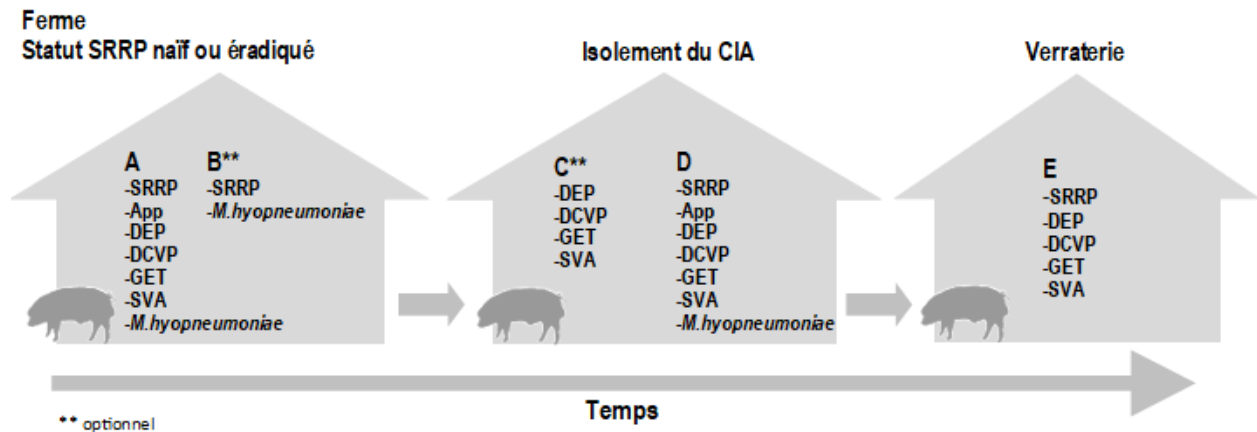 Ferme
Statut SRRP naïf ou éradiqué
Isolement du CIA
Verraterie
A
-SRRP
-App
-DEP
-DCVP
-GET
-SVA
-M.hyopneumoniae
B**
-SRRP
-M.hyopneumoniae
C**
-DEP
-DCVP
-GET
-SVA
D
-SRRP
-App
-DEP
-DCVP
-GET
-SVA
-M.hyopneumoniae
E
-SRRP
-DEP
-DCVP
-GET
-SVA
Temps
** optionnel